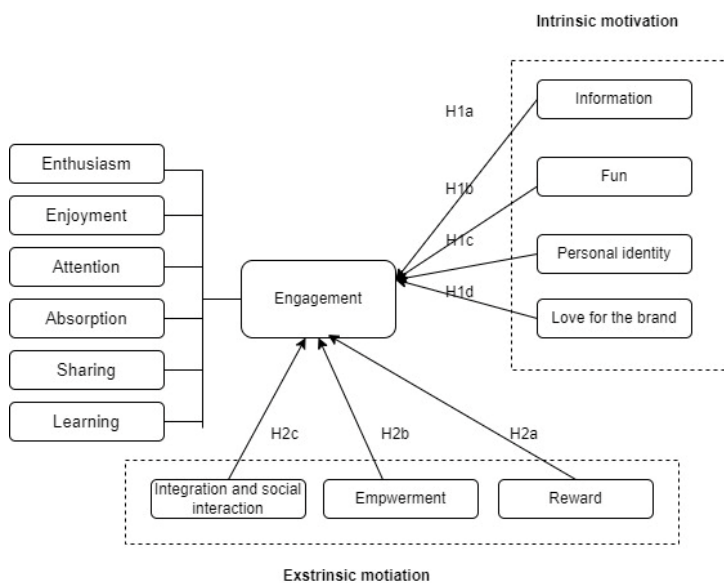 Intrinsic motivation
H1a
Information
Enthusiasm
H1b
Fun
Enjoyment
H1c
Personal identity
Attention
H1d
Engagement
Love for the brand
Absorption
Sharing
Learning
H2c
H2b
H2a
Integration and social
interaction
Empwerment
Reward
Exstrinsic motiation